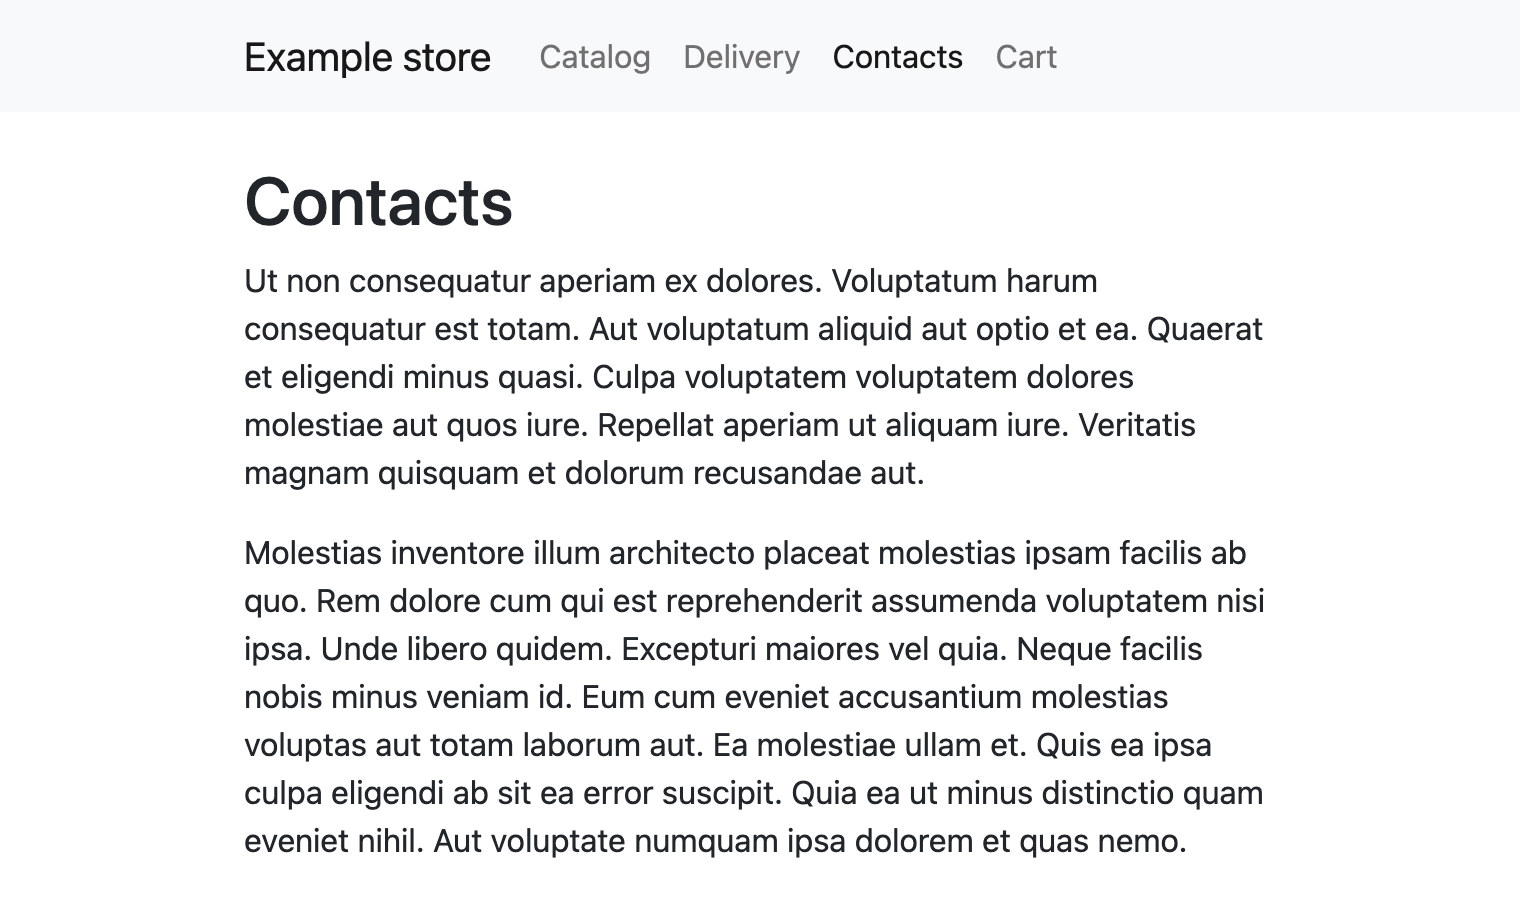 Example store Catalog Delivery Contacts Cart
Contacts
Ut non consequatur aperiam ex dolores. Voluptatum harum
consequatur est totam. Aut voluptatum aliquid aut optio et ea. Quaerat
et eligendi minus quasi. Culpa voluptatem voluptatem dolores
molestiae aut quos iure. Repellat aperiam ut aliquam iure. Veritatis
magnam quisquam et dolorum recusandae aut.
Molestias inventore illum architecto placeat molestias ipsam facilis ab
quo. Rem dolore cum qui est reprehenderit assumenda voluptatem nisi
ipsa. Unde libero quidem. Excepturi maiores vel quia. Neque facilis
nobis minus veniam id. Eum cum eveniet accusantium molestias
voluptas aut totam laborum aut. Ea molestiae ullam et. Quis ea ipsa
culpa eligendi ab sit ea error suscipit. Quia ea ut minus distinctio quam
eveniet nihil. Aut voluptate numquam ipsa dolorem et quas nemo.